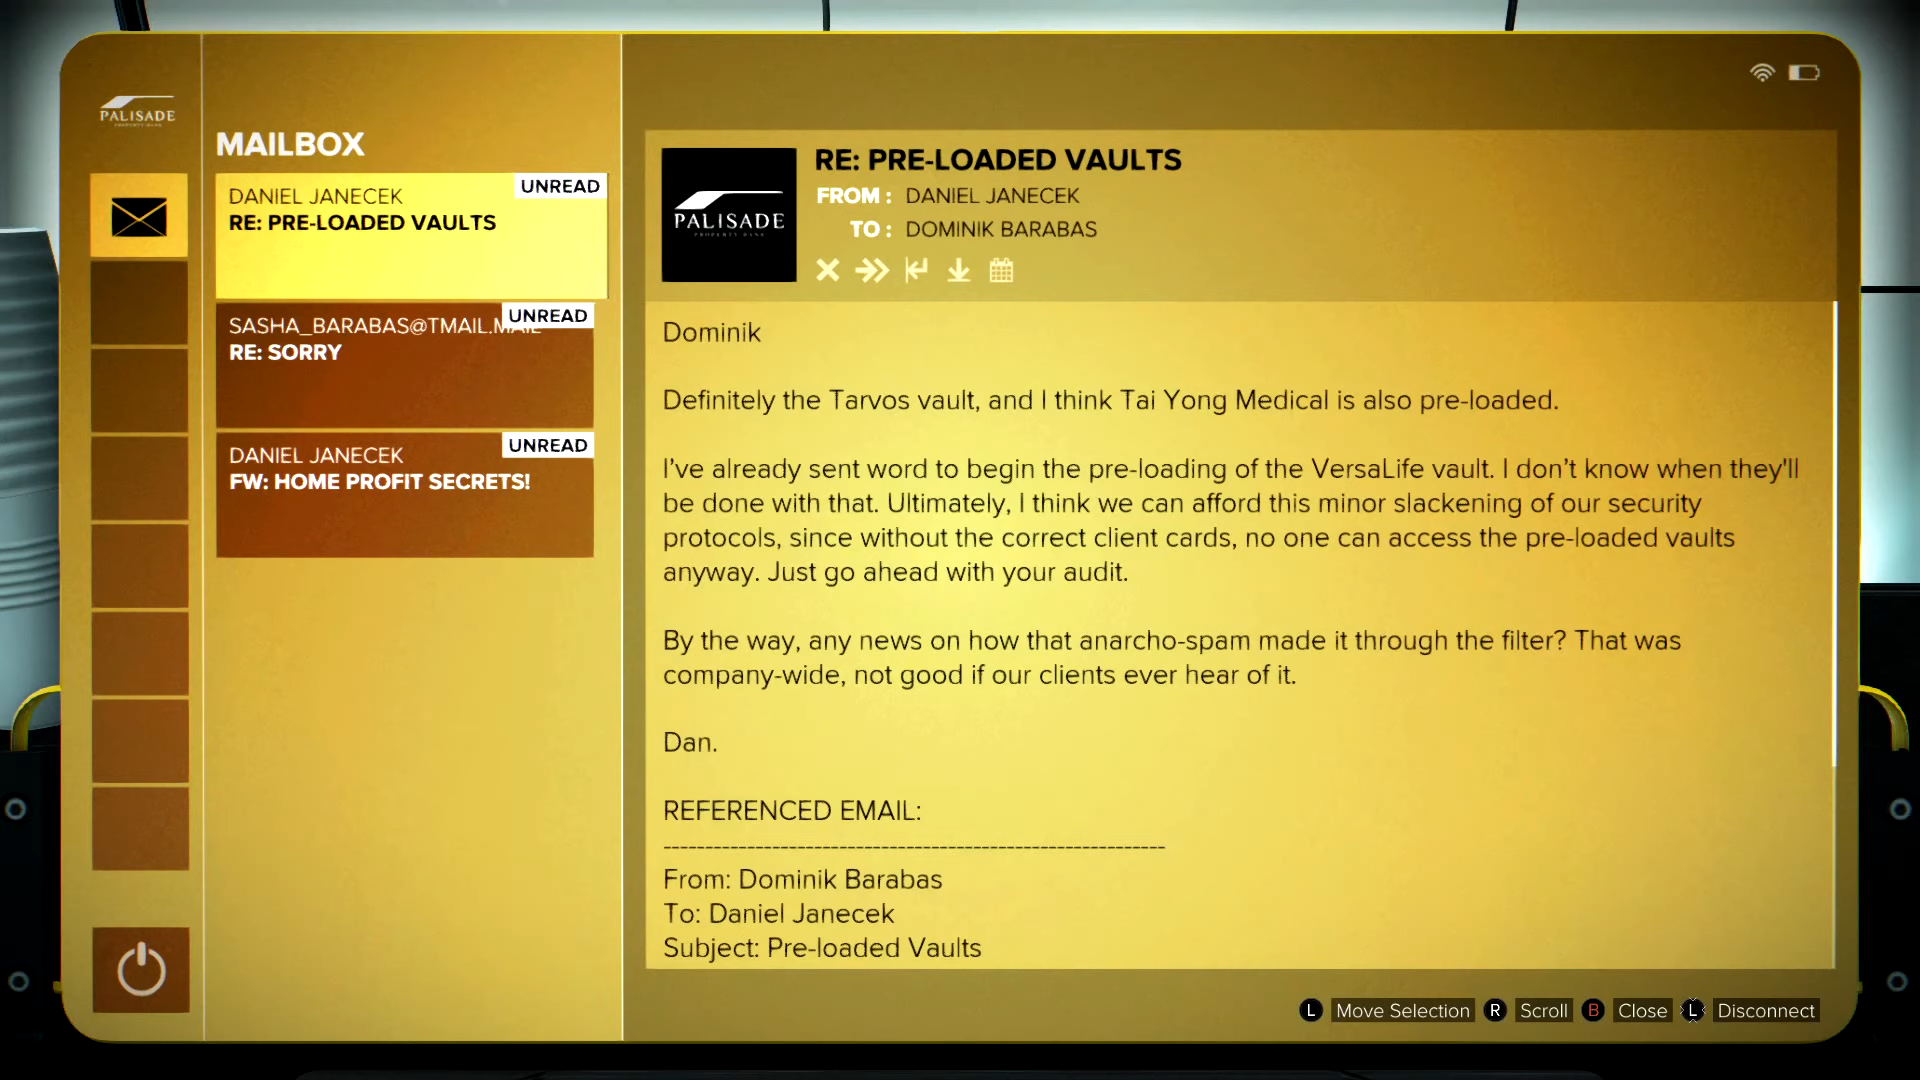 PALISADE
PROPERTY BANK
MAILBOX
DANIEL JANECEK
UNREAD
RE: PRE-LOADED VAULTS
SASHA_BARABAS@TMAIL.MAIL
UNREAD
RE: SORRY
DANIEL JANECEK
UNREAD
FW: HOME PROFIT SECRETS!
PALISADE
PROPERTY BANK
RE: PRE-LOADED VAULTS
FROM : DANIEL JANECEK
TO : DOMINIK BARABAS
Dominik
Definitely the Tarvos vault, and I think Tai Yong Medical is also pre-loaded.
I've already sent word to begin the pre-loading of the VersaLife vault. I don't know when they'll
be done with that. Ultimately, I think we can afford this minor slackening of our security
protocols, since without the correct client cards, no one can access the pre-loaded vaults
anyway. Just go ahead with your audit.
By the way, any news on how that anarcho-spam made it through the filter? That was
company-wide, not good if our clients ever hear of it.
Dan.
REFERENCED EMAIL:
------------------------------------------------------------
From: Dominik Barabas
To: Daniel Janecek
Subject: Pre-loaded Vaults
L Move Selection R Scroll B Close L Disconnect